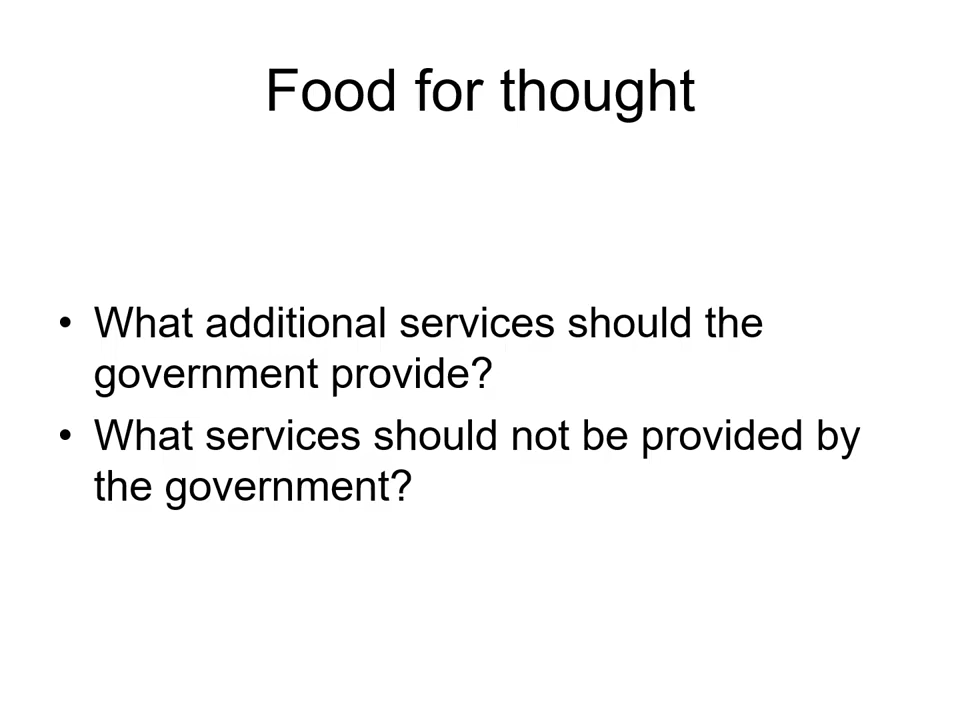 Food for thought
• What additional services should the
government provide?
• What services should not be provided by
the government?